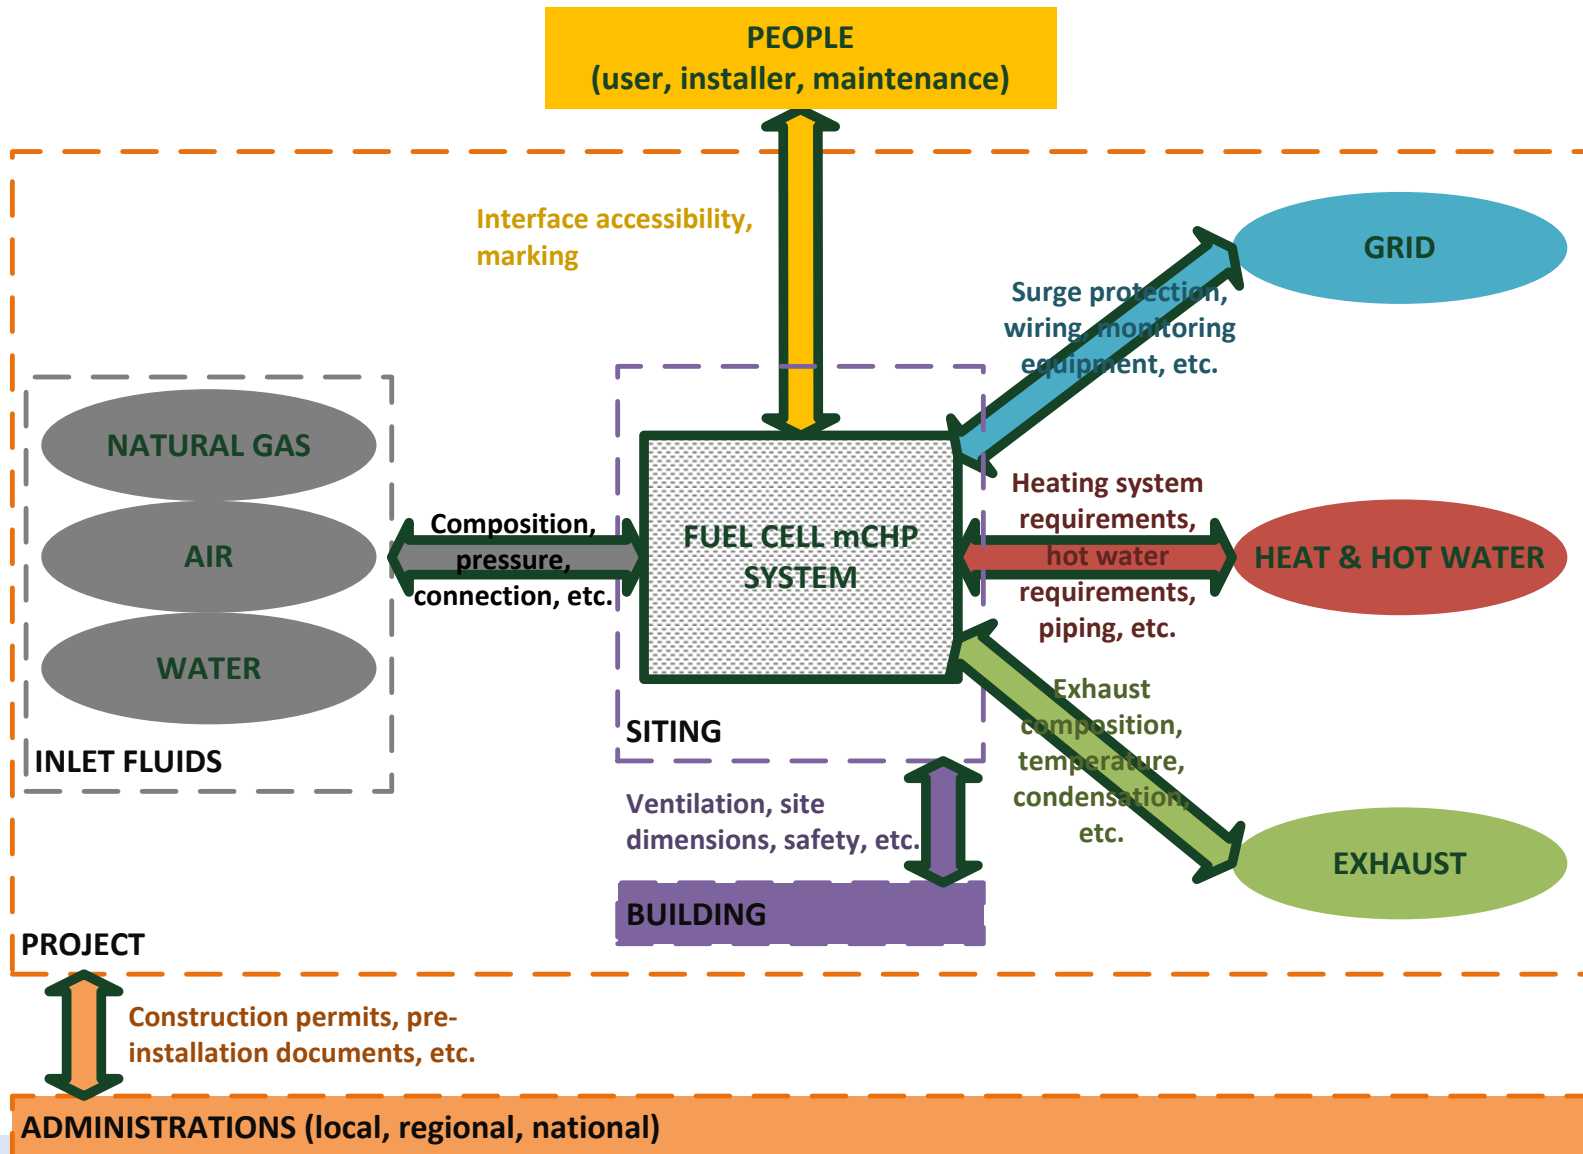 PEOPLE
(user, installer, maintenance)
Interface accessibility,
marking
GRID
Surge protection,
wiring, monitoring
equipment, etc.
NATURAL GAS
AIR
WATER
INLET FLUIDS
Composition,
pressure,
connection, etc.
FUEL CELL mCHP
SYSTEM
SITING
Heating system
requirements,
hot water
requirements,
piping, etc.
HEAT & HOT WATER
Exhaust
composition,
temperature,
condensation,
etc.
EXHAUST
Ventilation, site
dimensions, safety, etc.
BUILDING
PROJECT
Construction permits, pre-
installation documents, etc.
ADMINISTRATIONS (local, regional, national)